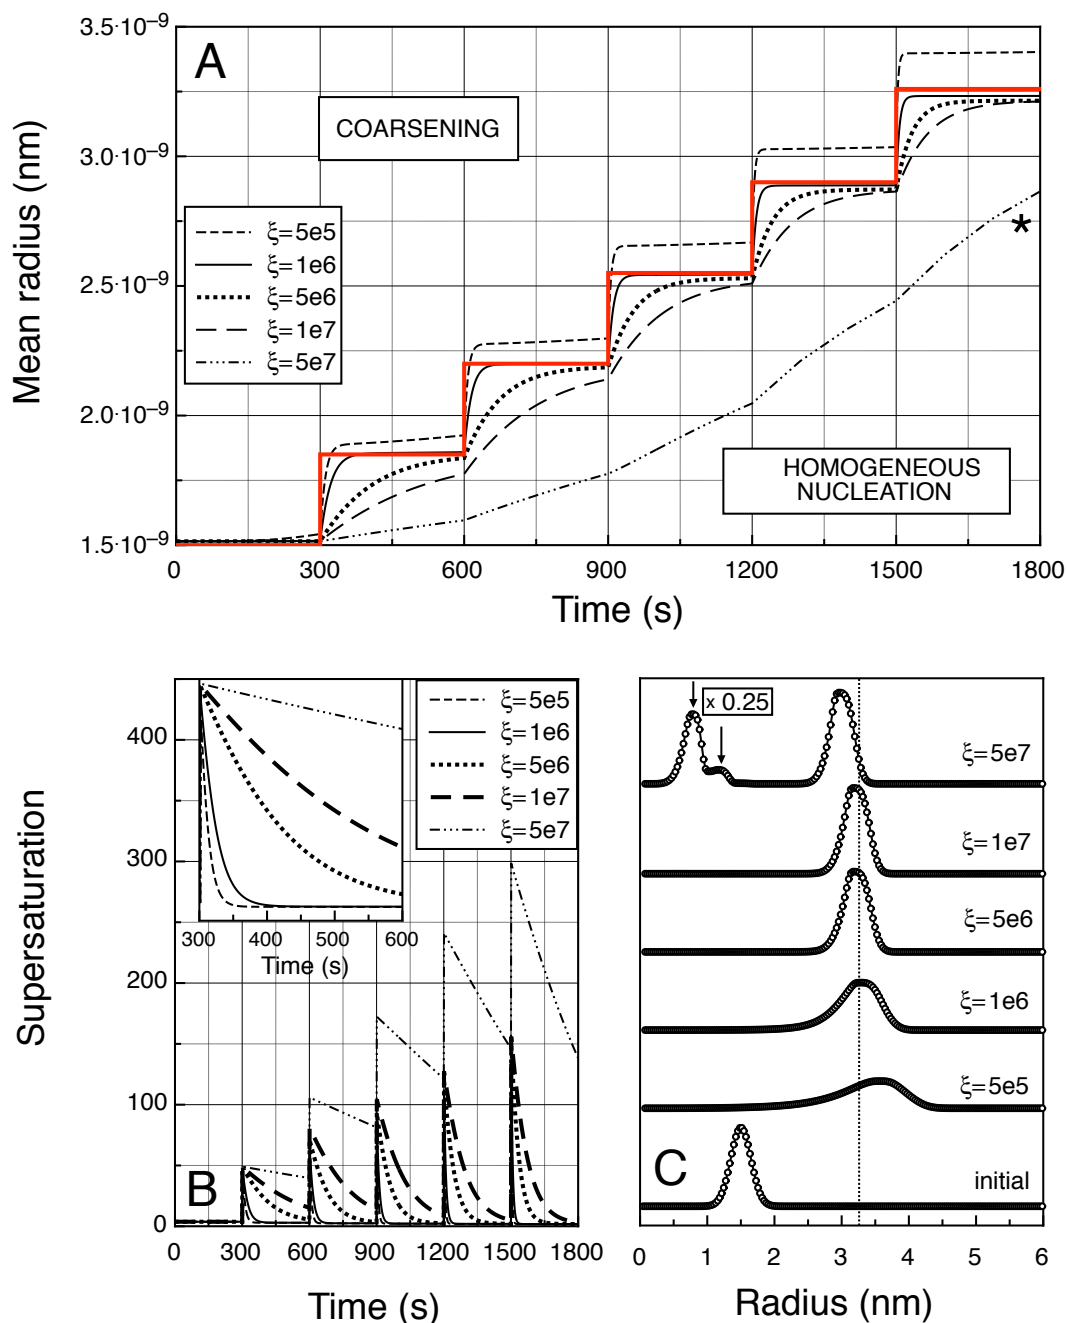 3.5·10⁻⁹
A
COARSENING
3.0·10⁻⁹
Mean radius (nm)
ξ=5e5
ξ=1e6
ξ=5e6
ξ=1e7
ξ=5e7
2.5·10⁻⁹
*
2.0·10⁻⁹
HOMOGENEOUS
NUCLEATION
1.5·10⁻⁹
0 300 600 900 1200 1500 1800
Time (s)
ξ=5e5
ξ=1e6
ξ=5e6
ξ=1e7
ξ=5e7
400
300
200
100
0
Supersaturation
300 400 500 600
Time (s)
B
0 300 600 900 1200 1500 1800
Time (s)
x 0.25
ξ=5e7
ξ=1e7
ξ=5e6
ξ=1e6
ξ=5e5
C
initial
0 1 2 3 4 5 6
Radius (nm)